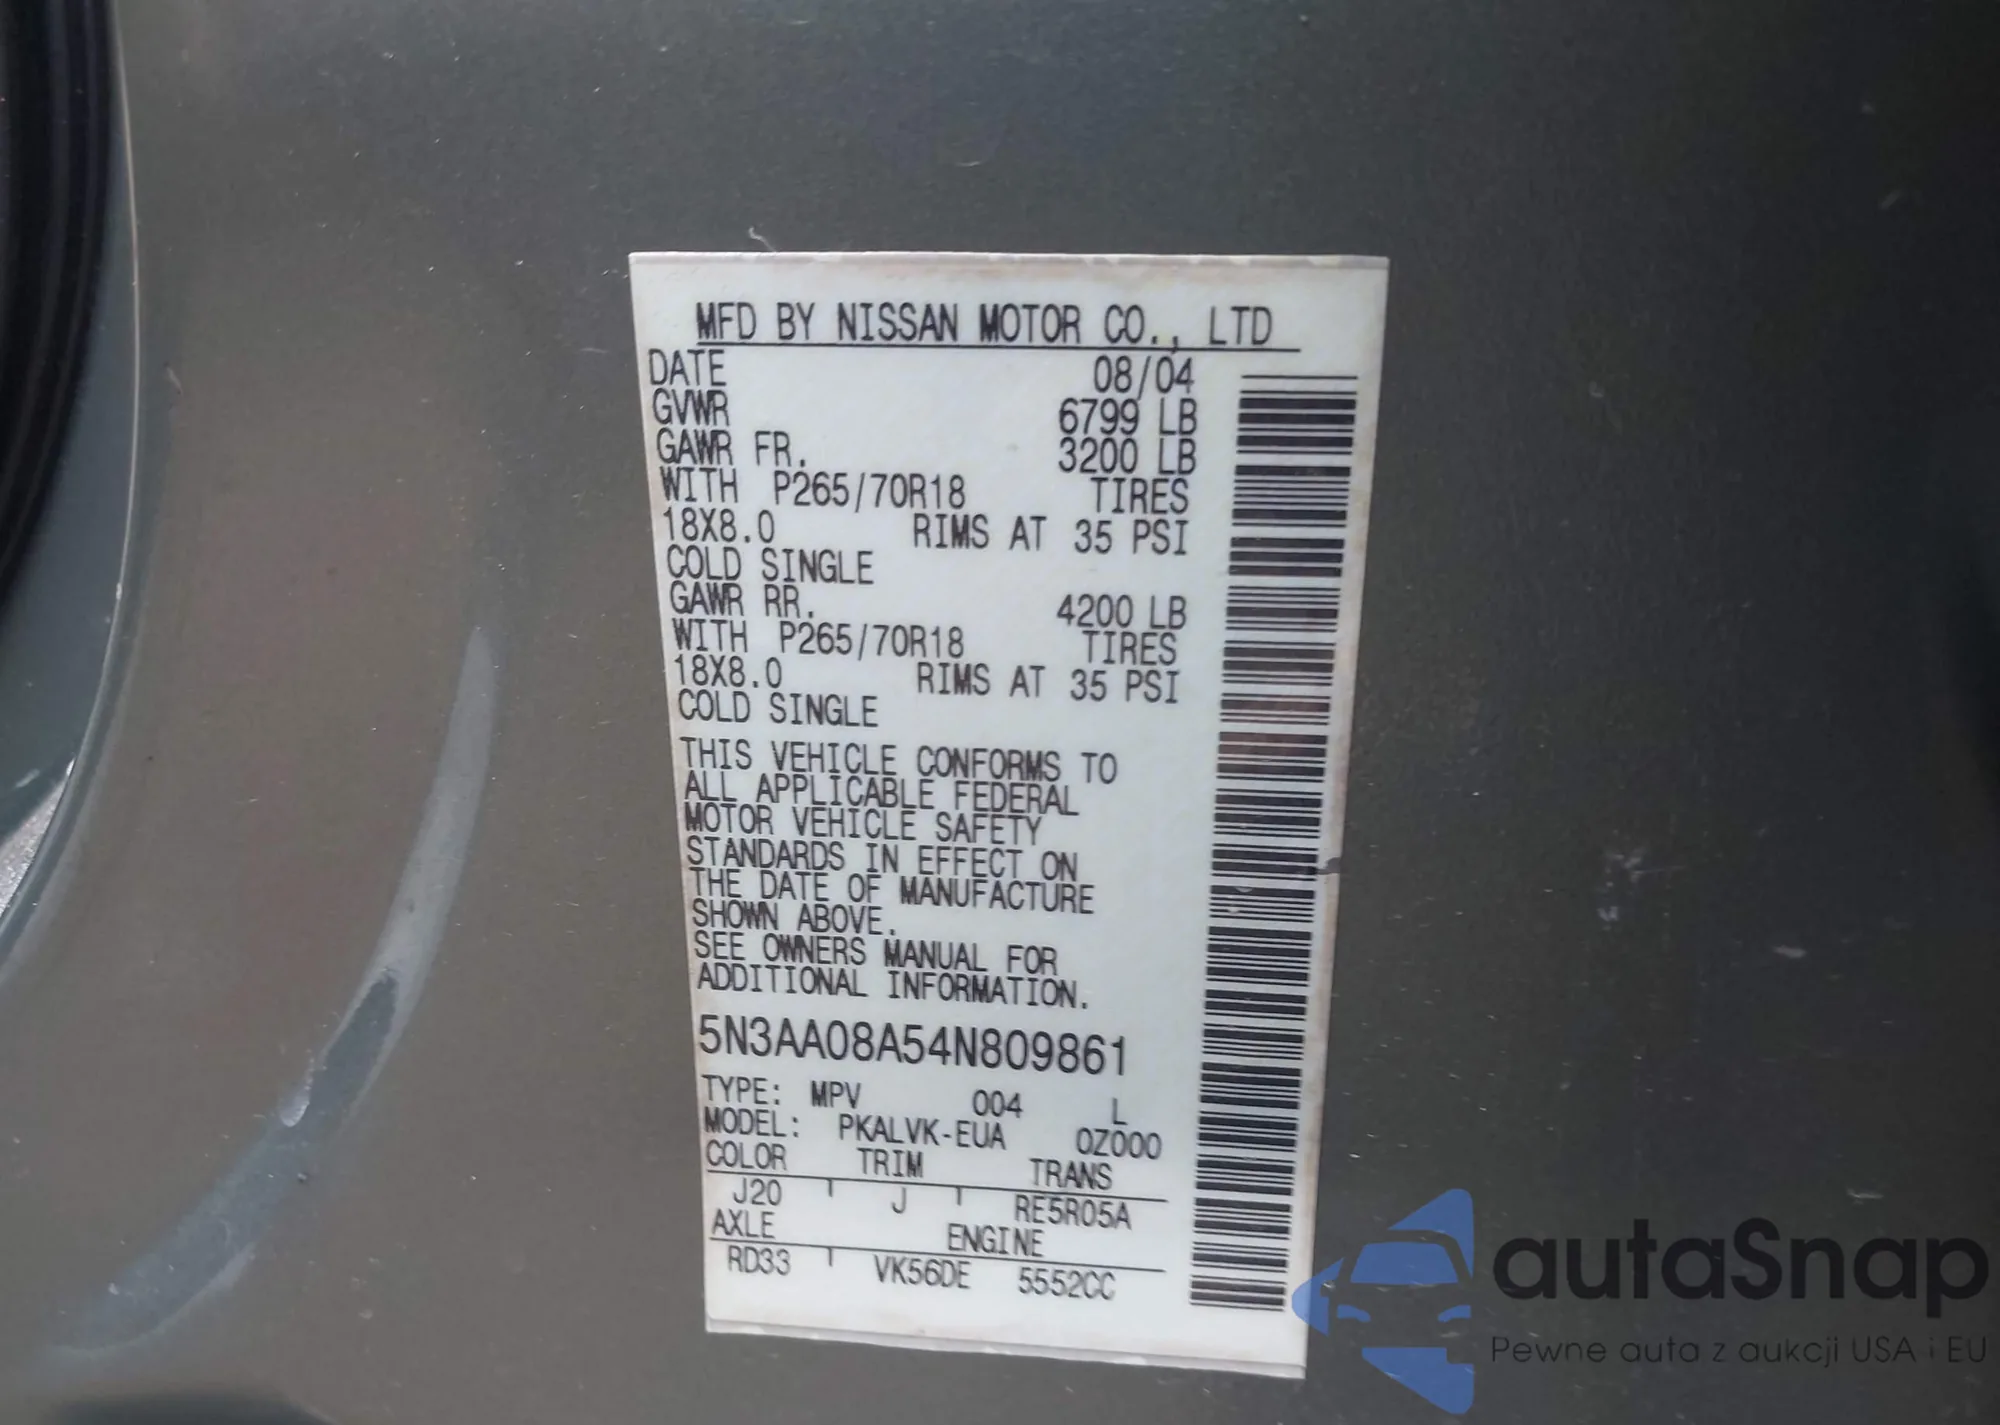 MFD BY NISSAN MOTOR CO., LTD
DATE 08/04
GVWR 6799 LB
GAWR FR. 3200 LB
WITH P265/70R18 TIRES
18X8.0 RIMS AT 35 PSI
COLD SINGLE
GAWR RR. 4200 LB
WITH P265/70R18 TIRES
18X8.0 RIMS AT 35 PSI
COLD SINGLE
THIS VEHICLE CONFORMS TO
ALL APPLICABLE FEDERAL
MOTOR VEHICLE SAFETY
STANDARDS IN EFFECT ON
THE DATE OF MANUFACTURE
SHOWN ABOVE.
SEE OWNERS MANUAL FOR
ADDITIONAL INFORMATION.
5N3AA08A54N809861
TYPE: MPV 004 L
MODEL: PKALVK-EUA 0Z000
COLOR TRIM TRANS
J20 J RE5R05A
AXLE ENGINE
RD33 VK56DE 5552CC
autaSnap
Pewne auta z aukcji USA i EU